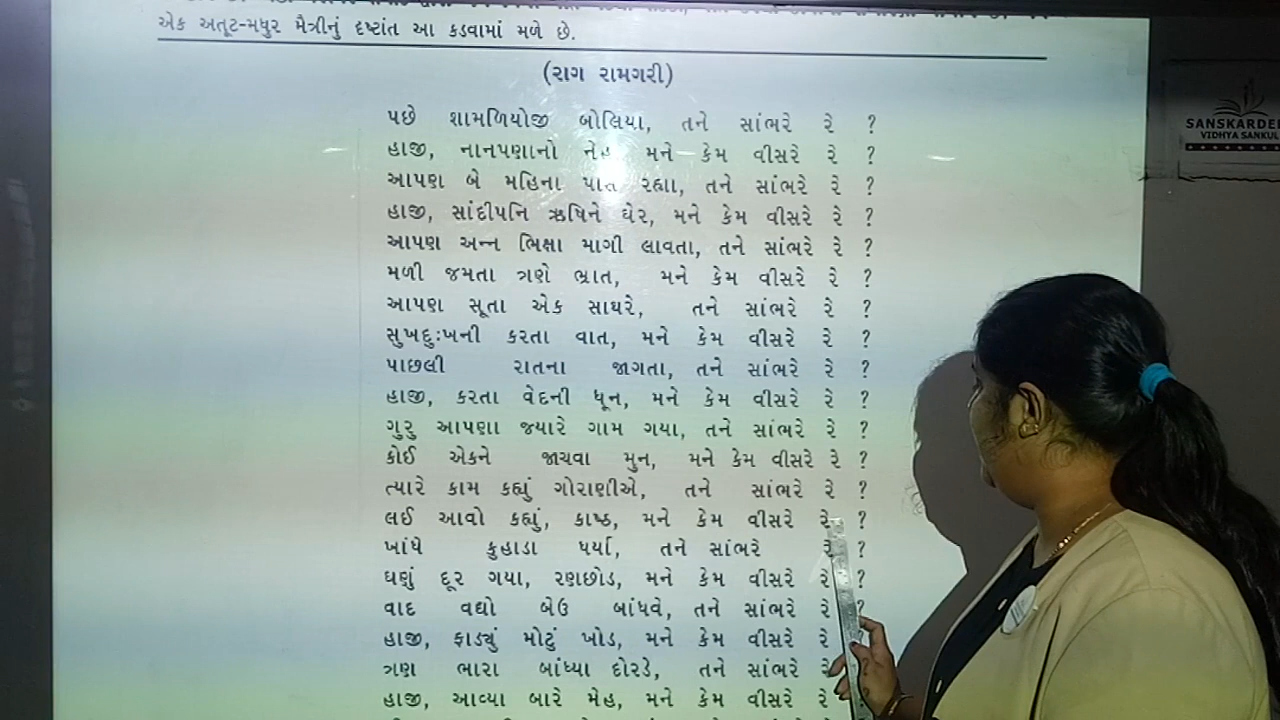 એક અતૂટ-મધુર મૈત્રીનું દૃષ્ટાંત આ કડવામાં મળે છે.
(રાગ રામગરી)
પછે શામળિયોજી બોલિયા, તને સાંભરે રે ?
હાજી, નાનપણાનો નેહ મને કેમ વીસરે રે ?
આપણ બે મહિના પાસ રહ્યા, તને સાંભરે રે ?
હાજી, સાંદીપનિ ઋષિને ઘેર, મને કેમ વીસરે રે ?
આપણ અન્ન ભિક્ષા માગી લાવતા, તને સાંભરે રે ?
મળી જમતા ત્રણે ભ્રાત, મને કેમ વીસરે રે ?
આપણ સૂતા એક સાથરે, તને સાંભરે રે ?
સુખદુઃખની કરતા વાત, મને કેમ વીસરે રે ?
પાછલી રાતના જાગતા, તને સાંભરે રે ?
હાજી, કરતા વેદની ધૂન, મને કેમ વીસરે રે ?
ગુરુ આપણા જ્યારે ગામ ગયા, તને સાંભરે રે ?
કોઈ એકને જાચવા મુન, મને કેમ વીસરે રે ?
ત્યારે કામ કહ્યું ગોરાણીએ, તને સાંભરે રે ?
લઈ આવો કહ્યું, કાષ્ઠ, મને કેમ વીસરે રે ?
ખાંધે કુહાડા ધર્યા, તને સાંભરે રે ?
ઘણું દૂર ગયા, રણછોડ, મને કેમ વીસરે રે ?
વાદ વદ્યો બેઉ બાંધવે, તને સાંભરે રે ?
હાજી, ફાડ્યું મોટું ખોડ, મને કેમ વીસરે રે ?
ત્રણ ભારા બાંધ્યા દોરડે, તને સાંભરે રે ?
હાજી, આવ્યા બારે મેહ, મને કેમ વીસરે રે ?
VIDHYA SANKUL